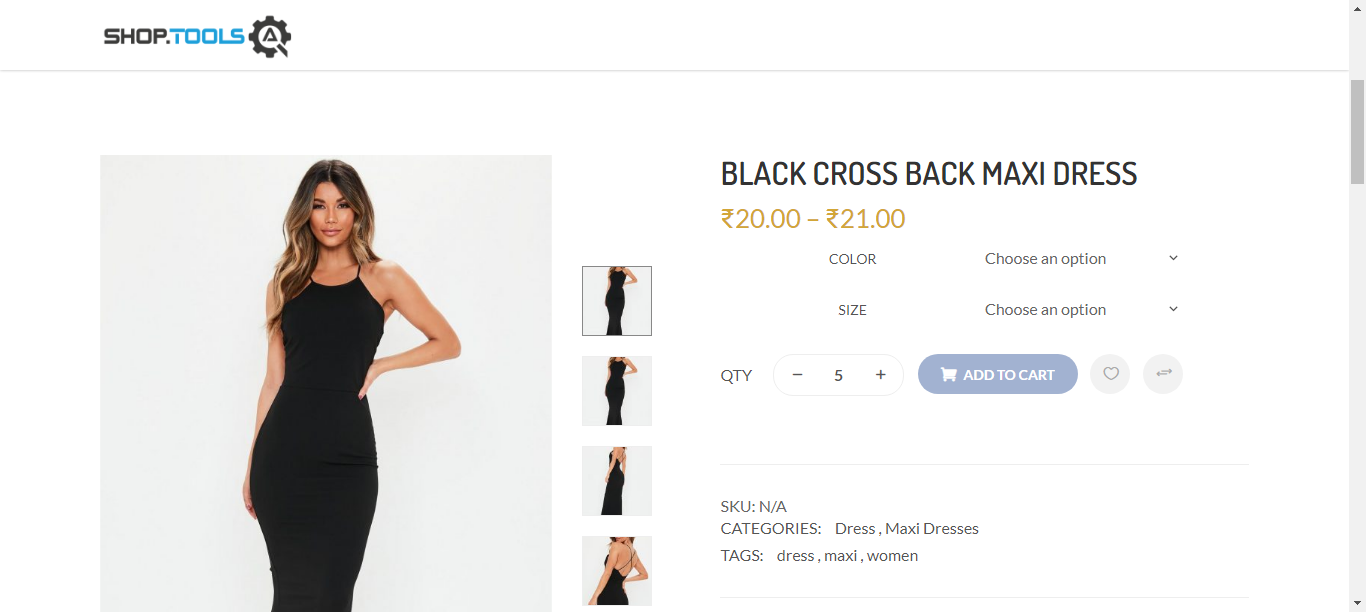 SHOP.TOOLS
BLACK CROSS BACK MAXI DRESS
₹20.00 – ₹21.00
COLOR Choose an option
SIZE Choose an option
QTY − 5 + ADD TO CART
SKU: N/A
CATEGORIES: Dress , Maxi Dresses
TAGS: dress , maxi , women